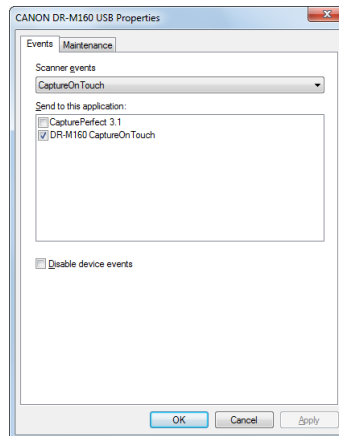 CANON DR-M160 USB Properties
Events Maintenance
Scanner events
CaptureOnTouch
Send to this application:
CapturePerfect 3.1
DR-M160 CaptureOnTouch
Disable device events
OK Cancel Apply